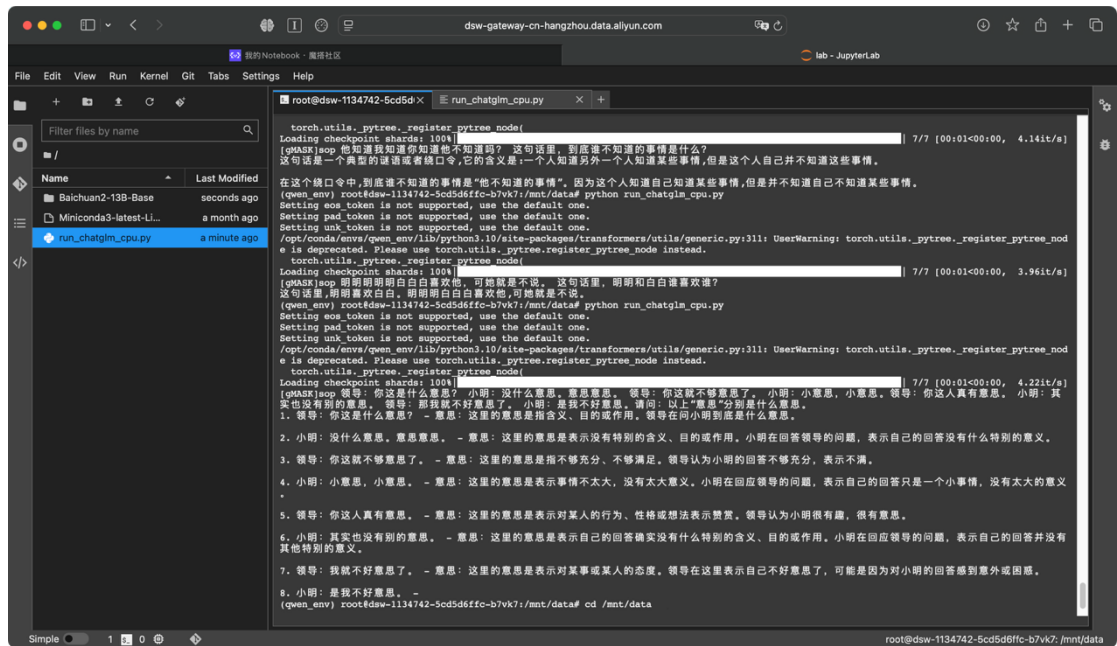 dsw-gateway-cn-hangzhou.data.aliyun.com
我的Notebook · 魔搭社区
lab - JupyterLab
File Edit View Run Kernel Git Tabs Settings Help
root@dsw-1134742-5cd5d
run_chatglm_cpu.py
Filter files by name
/
Name Last Modified
Baichuan2-13B-Base seconds ago
Miniconda3-latest-Li... a month ago
run_chatglm_cpu.py a minute ago
torch.utils._pytree._register_pytree_node(
Loading checkpoint shards: 100%| | 7/7 [00:01<00:00, 4.14it/s]
[gMASK]sop 他知道我知道你知道他不知道吗? 这句话里, 到底谁不知道的事情是什么?
这句话是一个典型的谜语或者绕口令,它的含义是:一个人知道另外一个人知道某些事情,但是这个人自己并不知道这些事情。
在这个绕口令中,到底谁不知道的事情是“他不知道的事情”。因为这个人知道自己知道某些事情,但是并不知道自己不知道某些事情。
(qwen_env) root@dsw-1134742-5cd5d6ffc-b7vk7:/mnt/data# python run_chatglm_cpu.py
Setting eos_token is not supported, use the default one.
Setting pad_token is not supported, use the default one.
Setting unk_token is not supported, use the default one.
/opt/conda/envs/qwen_env/lib/python3.10/site-packages/transformers/utils/generic.py:311: UserWarning: torch.utils._pytree._register_pytree_nod
e is deprecated. Please use torch.utils._pytree.register_pytree_node instead.
torch.utils._pytree._register_pytree_node(
Loading checkpoint shards: 100%| | 7/7 [00:01<00:00, 3.96it/s]
[gMASK]sop 明明明明明白白白喜欢他, 可她就是不说。 这句话里, 明明和白白谁喜欢谁?
这句话里,明明喜欢白白。明明明白白白喜欢他,可她就是不说。
(qwen_env) root@dsw-1134742-5cd5d6ffc-b7vk7:/mnt/data# python run_chatglm_cpu.py
Setting eos_token is not supported, use the default one.
Setting pad_token is not supported, use the default one.
Setting unk_token is not supported, use the default one.
/opt/conda/envs/qwen_env/lib/python3.10/site-packages/transformers/utils/generic.py:311: UserWarning: torch.utils._pytree._register_pytree_nod
e is deprecated. Please use torch.utils._pytree.register_pytree_node instead.
torch.utils._pytree._register_pytree_node(
Loading checkpoint shards: 100%| | 7/7 [00:01<00:00, 4.22it/s]
[gMASK]sop 领导: 你这是什么意思? 小明: 没什么意思。意思意思。 领导: 你这就不够意思了。 小明: 小意思, 小意思。领导: 你这人真有意思。 小明: 其
实也没有别的意思。 领导: 那我就不好意思了。 小明: 是我不好意思。请问: 以上“意思”分别是什么意思。
1. 领导: 你这是什么意思? - 意思: 这里的意思是指含义、目的或作用。领导在问小明到底是什么意思。
2. 小明: 没什么意思。意思意思。 - 意思: 这里的意思是表示没有特别的含义、目的或作用。小明在回答领导的问题, 表示自己的回答没有什么特别的意义。
3. 领导: 你这就不够意思了。 - 意思: 这里的意思是指不够充分、不够满足。领导认为小明的回答不够充分, 表示不满。
4. 小明: 小意思, 小意思。 - 意思: 这里的意思是表示事情不太大, 没有太大意义。小明在回应领导的问题, 表示自己的回答只是一个小事情, 没有太大的意义
。
5. 领导: 你这人真有意思。 - 意思: 这里的意思是表示对某人的行为、性格或想法表示赞赏。领导认为小明很有趣, 很有意思。
6. 小明: 其实也没有别的意思。 - 意思: 这里的意思是表示自己的回答确实没有什么特别的含义、目的或作用。小明在回应领导的问题, 表示自己的回答并没有
其他特别的意义。
7. 领导: 我就不好意思了。 - 意思: 这里的意思是表示对某事或某人的态度。领导在这里表示自己不好意思了, 可能是因为对小明的回答感到意外或困惑。
8. 小明: 是我不好意思。 -
(qwen_env) root@dsw-1134742-5cd5d6ffc-b7vk7:/mnt/data# cd /mnt/data
Simple 1 0
root@dsw-1134742-5cd5d6ffc-b7vk7: /mnt/data